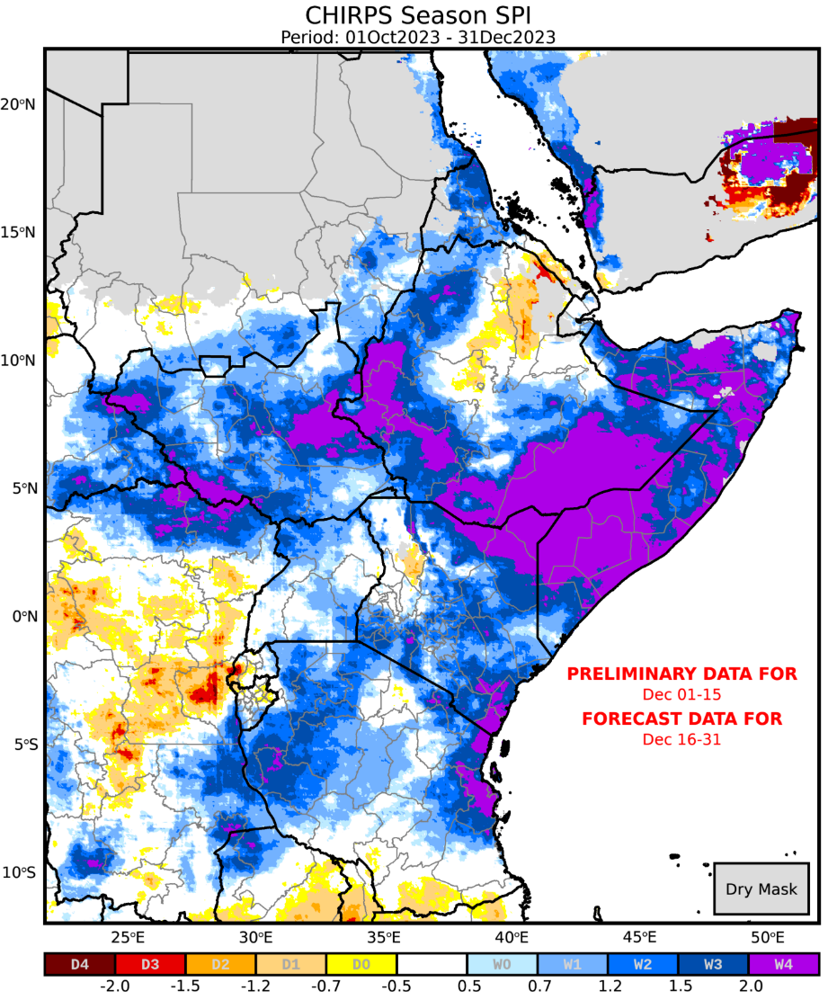 CHIRPS Season SPI
Period: 01Oct2023 - 31Dec2023
20°N
15°N
10°N
5°N
0°N
5°S
10°S
PRELIMINARY DATA FOR
Dec 01-15
FORECAST DATA FOR
Dec 16-31
Dry Mask
25°E 30°E 35°E 40°E 45°E 50°E
D4 D3 D2 D1 D0 W0 W1 W2 W3 W4
-2.0 -1.5 -1.2 -0.7 -0.5 0.5 0.7 1.2 1.5 2.0